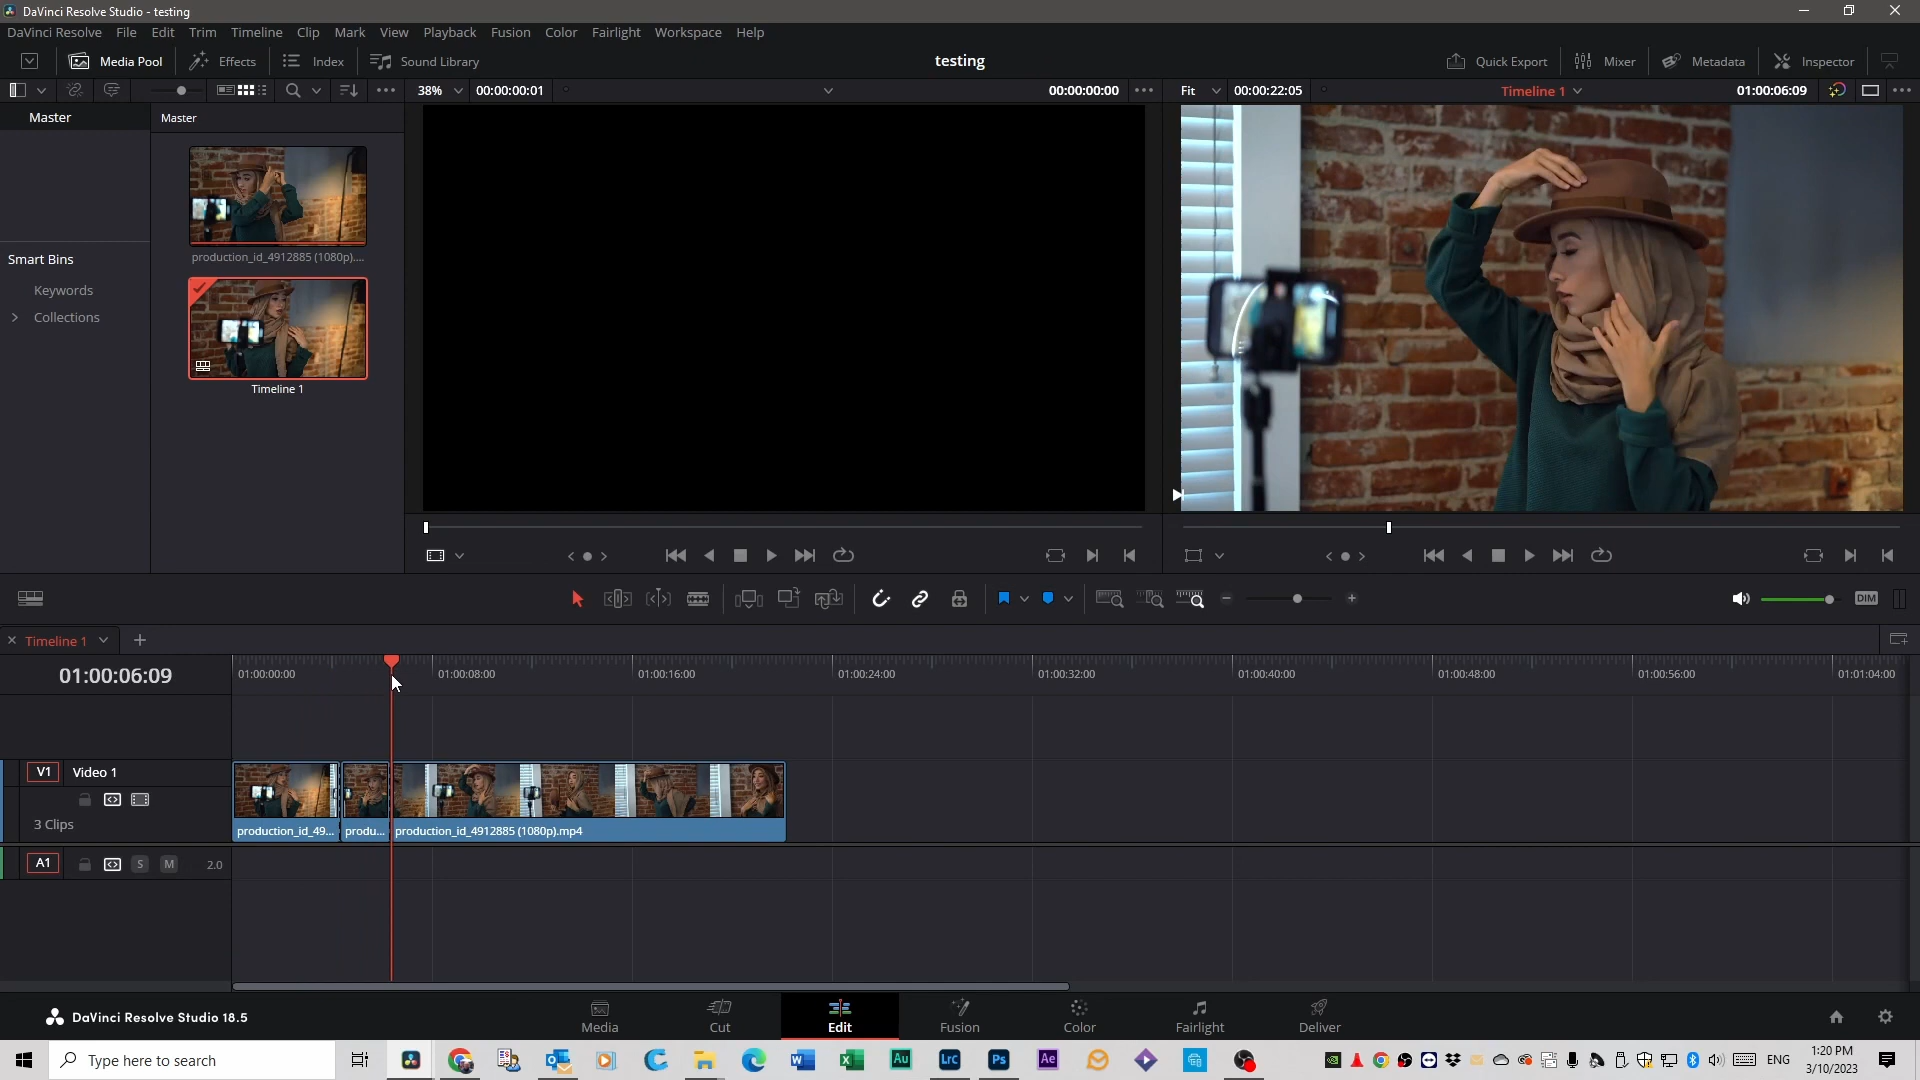 DaVinci Resolve Studio - testing
DaVinci Resolve File Edit Trim Timeline Clip Mark View Playback Fusion Color Fairlight Workspace Help
Media Pool Effects Index Sound Library testing Quick Export Mixer Metadata Inspector
38% 00:00:00:01 00:00:00:00 Fit 00:00:22:05 Timeline 1 01:00:06:09
Master Master
production_id_4912885 (1080p)....
Smart Bins
Keywords
Collections
Timeline 1
DIM
Timeline 1
01:00:06:09 01:00:00:00 01:00:08:00 01:00:16:00 01:00:24:00 01:00:32:00 01:00:40:00 01:00:48:00 01:00:56:00 01:01:04:00
V1 Video 1
3 Clips
production_id_49... produ... production_id_4912885 (1080p).mp4
A1 S M 2.0
DaVinci Resolve Studio 18.5 Media Cut Edit Fusion Color Fairlight Deliver
Type here to search W X Au Lrc Ps Ae ENG 1:20 PM
3/10/2023